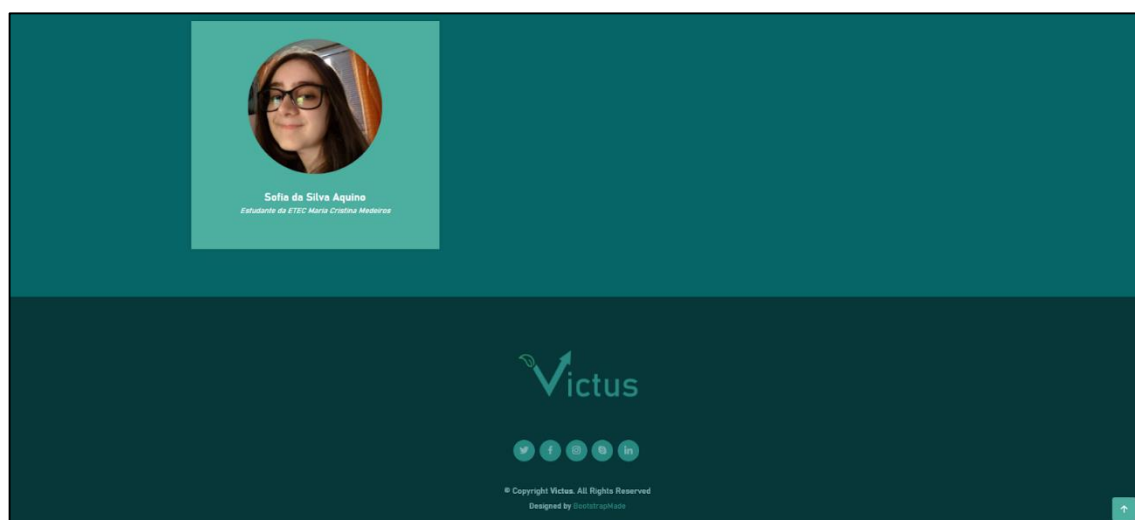 Sofia da Silva Aquino
Estudante da ETEC Maria Cristina Medeiros
Victus
© Copyright Victus. All Rights Reserved
Designed by BootstrapMade